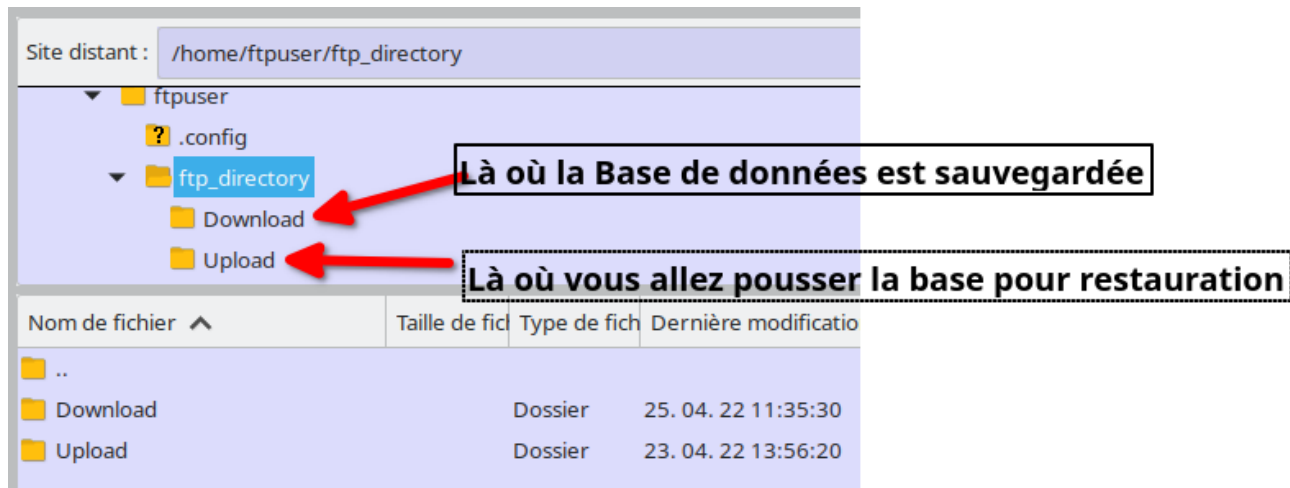 Site distant : /home/ftpuser/ftp_directory
ftpuser
? .config
ftp_directory
Là où la Base de données est sauvegardée
Download
Upload
Là où vous allez pousser la base pour restauration
Nom de fichier Taille de fich Type de fich Dernière modificatio
..
Download Dossier 25. 04. 22 11:35:30
Upload Dossier 23. 04. 22 13:56:20